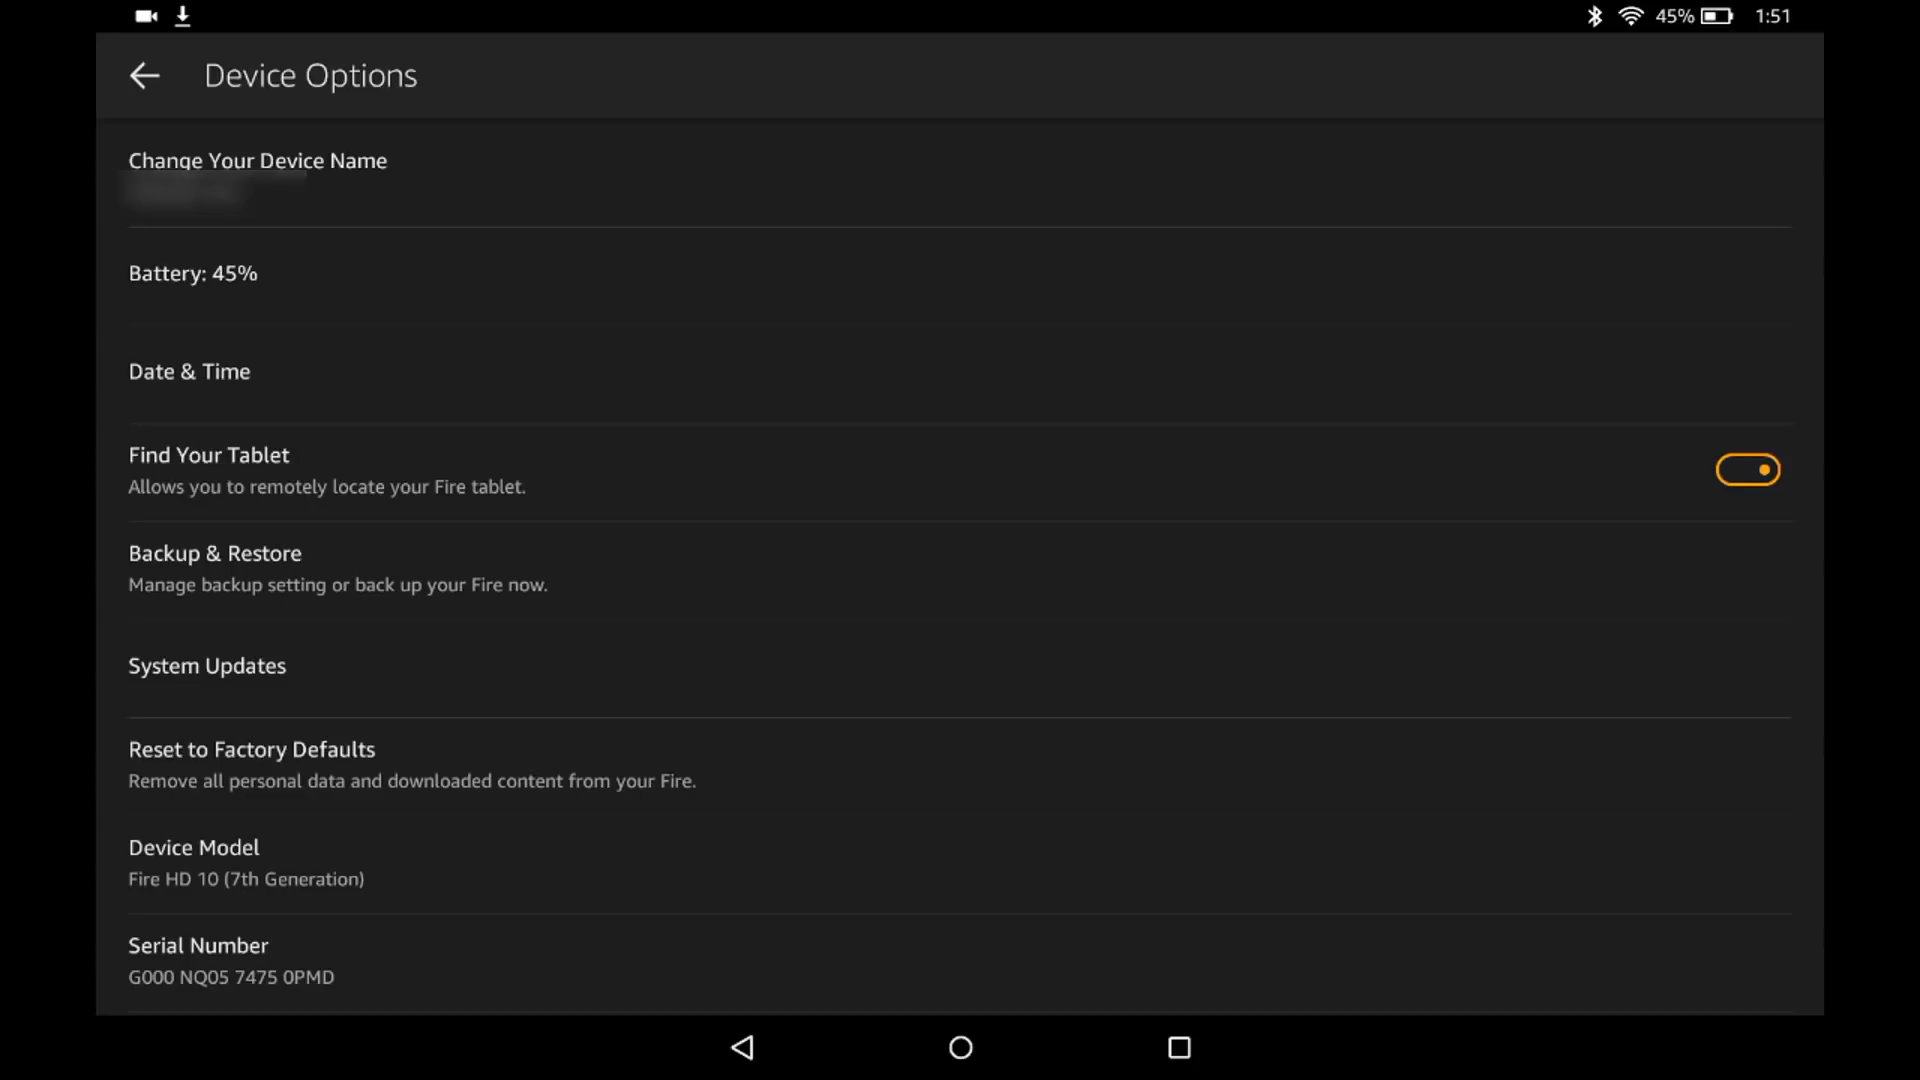 45% 1:51
Device Options
Change Your Device Name
Battery: 45%
Date & Time
Find Your Tablet
Allows you to remotely locate your Fire tablet.
Backup & Restore
Manage backup setting or back up your Fire now.
System Updates
Reset to Factory Defaults
Remove all personal data and downloaded content from your Fire.
Device Model
Fire HD 10 (7th Generation)
Serial Number
G000 NQ05 7475 0PMD